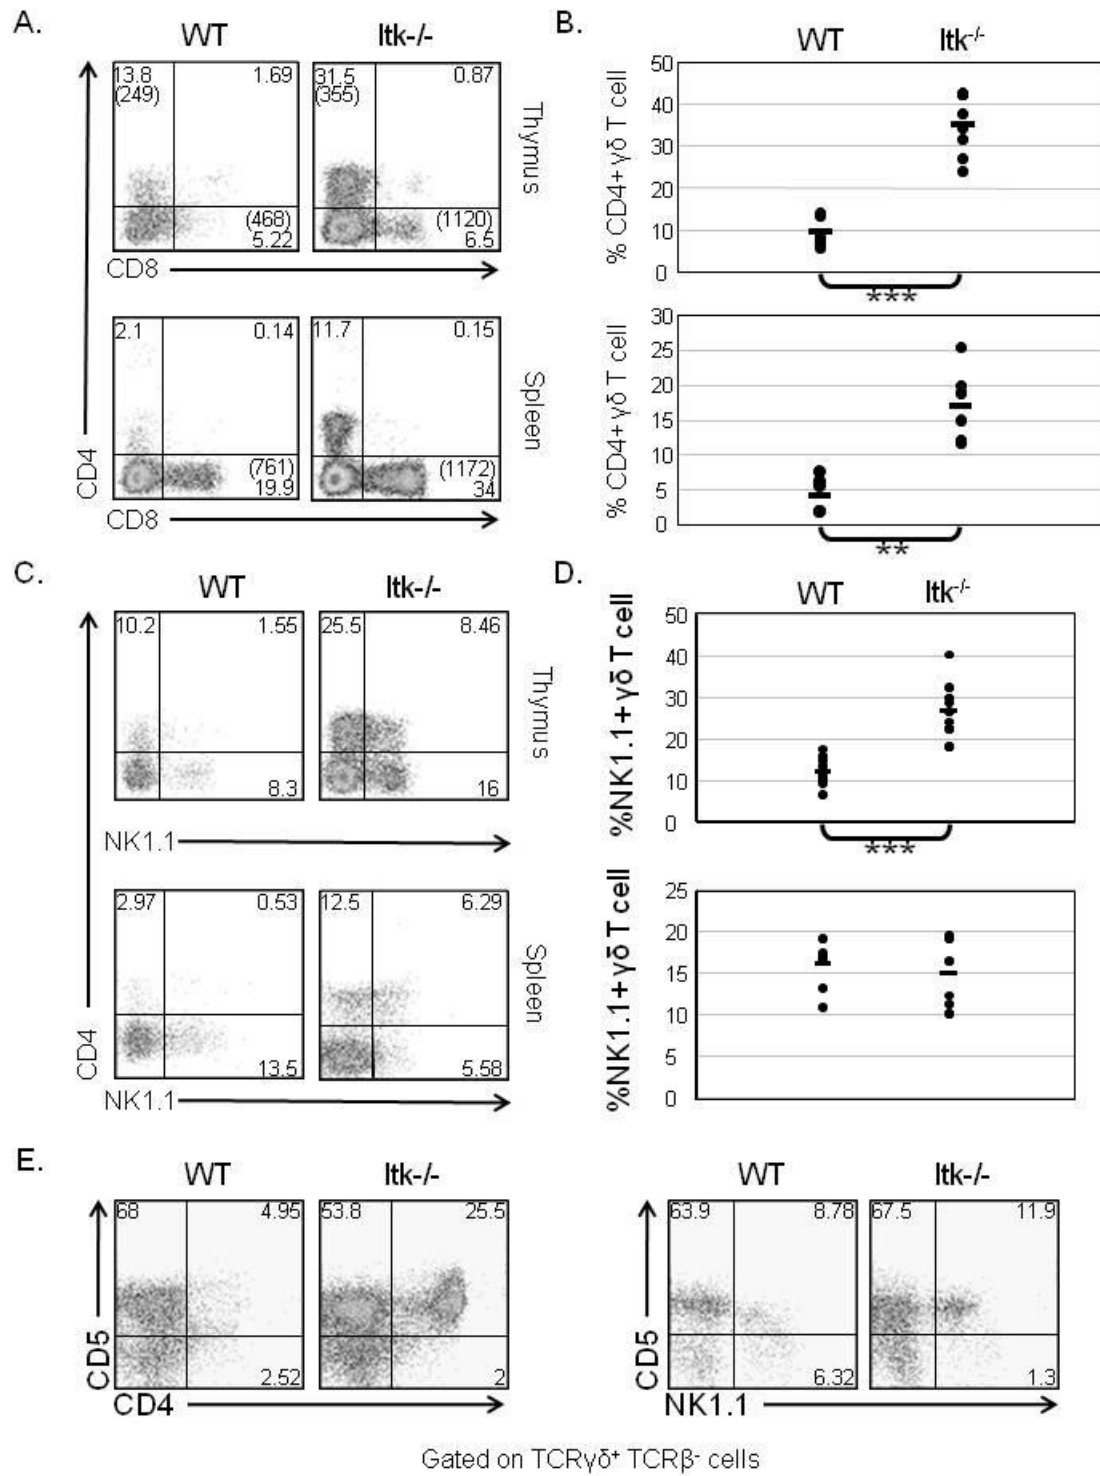 A.
WT Itk-/-
13.8 1.69
(249)
(468)
5.22
31.5 0.87
(355)
(1120)
6.5
Thymus
CD8
2.1 0.14
(761)
19.9
11.7 0.15
(1172)
34
Spleen
CD4
CD8
B.
WT Itk-/-
% CD4+ γδ T cell
50
40
30
20
10
0
***
% CD4+ γδ T cell
30
25
20
15
10
5
0
**
C.
WT Itk-/-
10.2 1.55
8.3
25.5 8.46
16
Thymus
NK1.1
2.97 0.53
13.5
12.5 6.29
5.58
Spleen
CD4
NK1.1
D.
WT Itk-/-
%NK1.1+ γδ T cell
50
40
30
20
10
0
***
%NK1.1+ γδ T cell
25
20
15
10
5
0
E.
WT Itk-/-
68 4.95
2.52
53.8 25.5
2
CD5
CD4
WT Itk-/-
63.9 8.78
6.32
67.5 11.9
1.3
CD5
NK1.1
Gated on TCRγδ+ TCRβ- cells